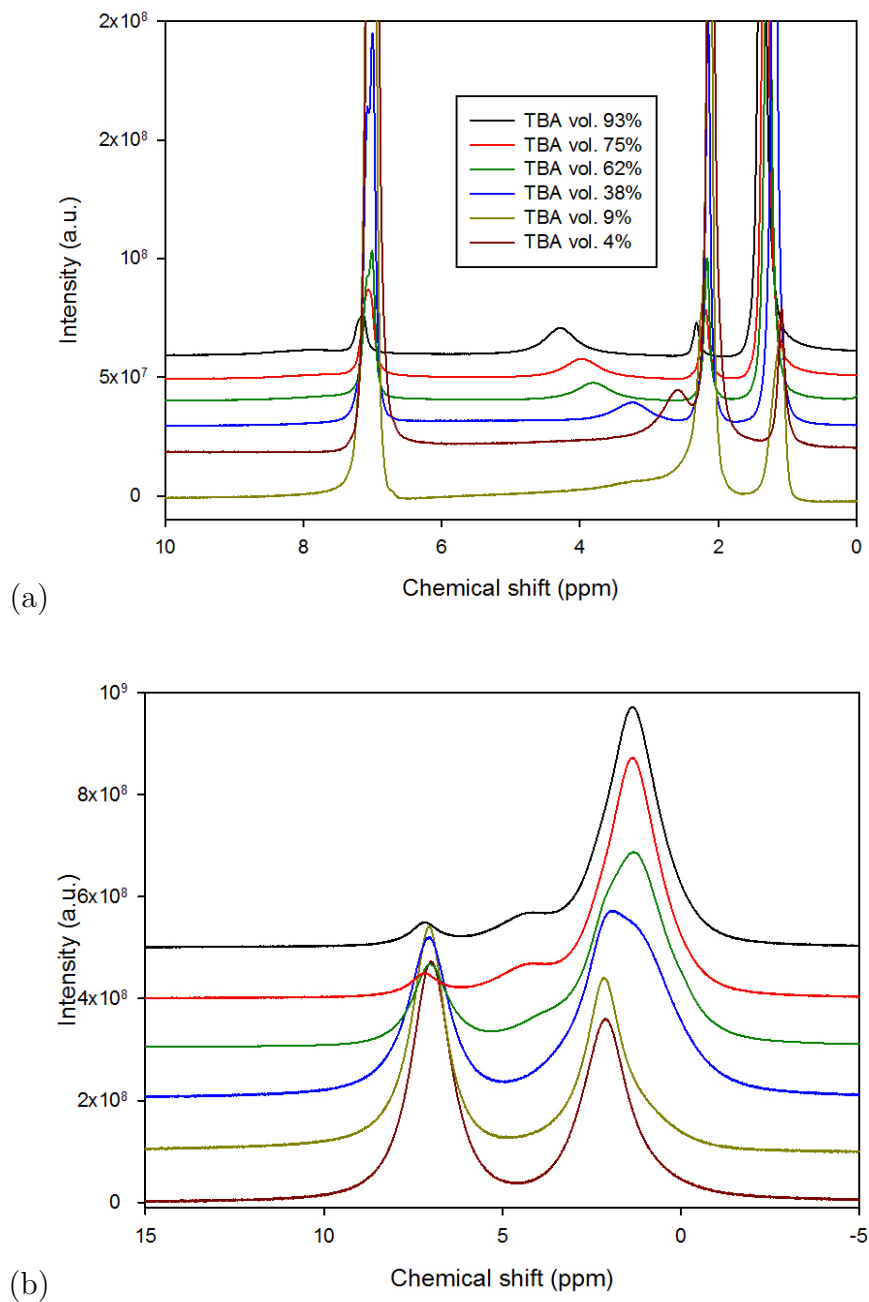 2x10⁸
2x10⁸
10⁸
5x10⁷
0
Intensity (a.u.)
TBA vol. 93%
TBA vol. 75%
TBA vol. 62%
TBA vol. 38%
TBA vol. 9%
TBA vol. 4%
10 8 6 4 2 0
Chemical shift (ppm)
(a)
10⁹
8x10⁸
6x10⁸
4x10⁸
2x10⁸
0
Intensity (a.u.)
15 10 5 0 -5
Chemical shift (ppm)
(b)